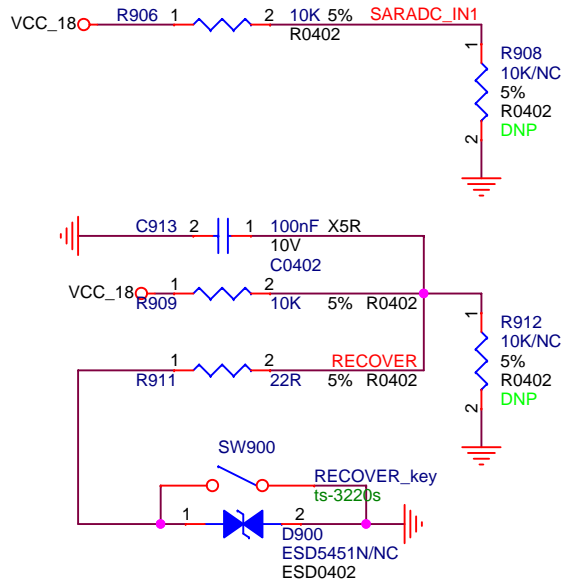 R906 1 2 10K 5% SARADC_IN1
VCC_18
R0402
1
R908
10K/NC
5%
R0402
DNP
2
C913 2 1 100nF X5R
10V
C0402
VCC_18
R909 1 2 10K 5% R0402
1
R912
10K/NC
5%
R0402
DNP
2
1 2 RECOVER
R911 22R 5% R0402
SW900
RECOVER_key
ts-3220s
1 2
D900
ESD5451N/NC
ESD0402